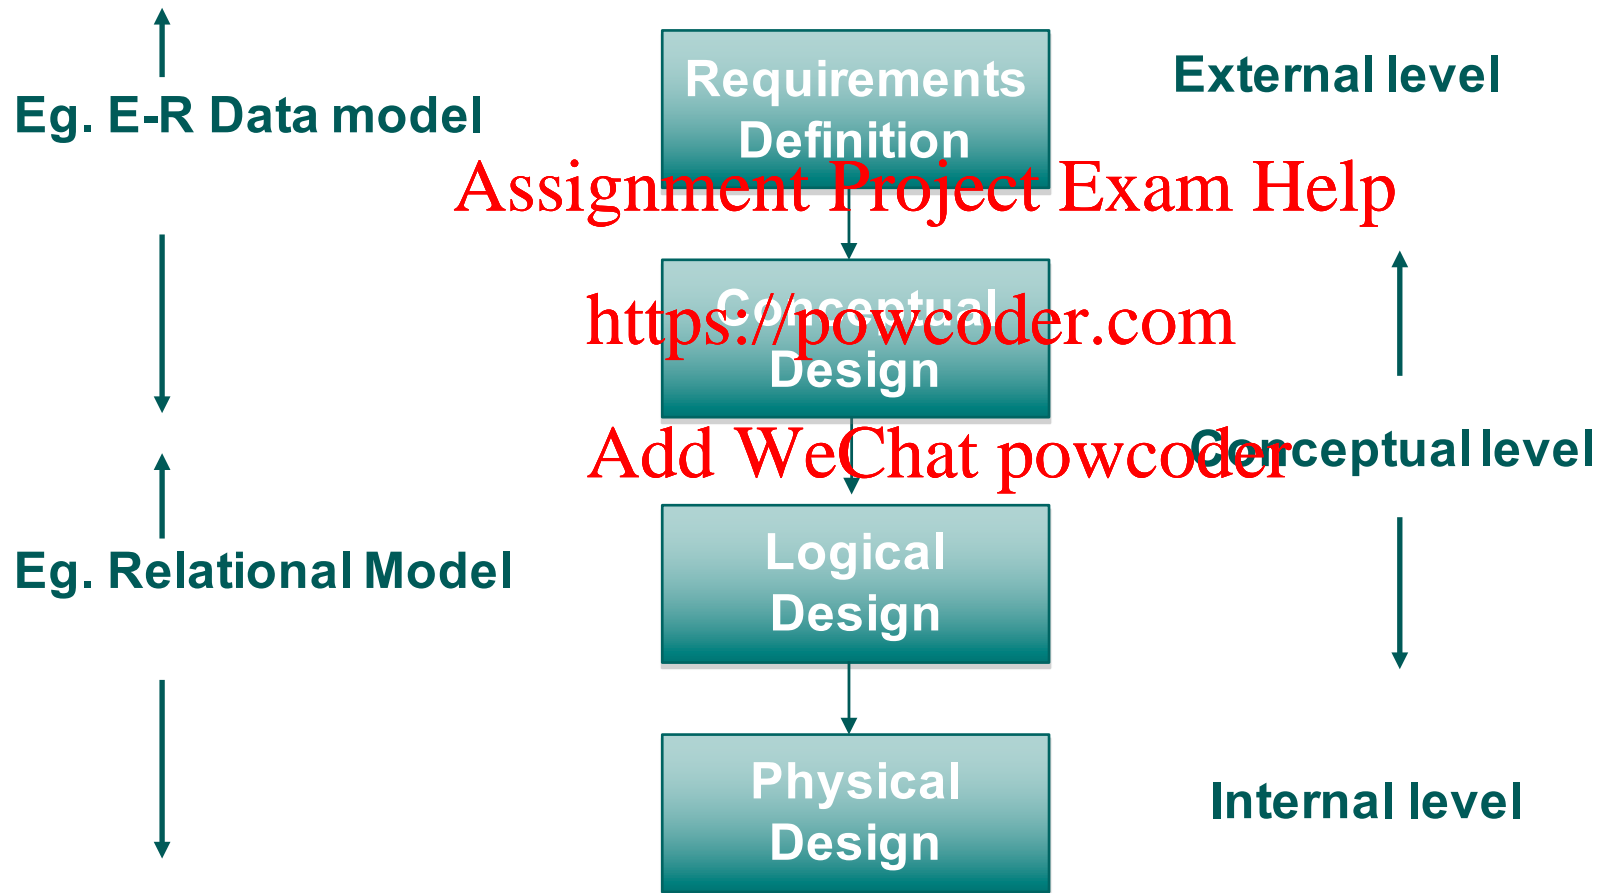 Requirements
Definition
External level
Eg. E-R Data model
Assignment Project Exam Help
Conceptual
Design
https://powcoder.com
Add WeChat powcoder
Conceptual level
Logical
Design
Eg. Relational Model
Physical
Design
Internal level